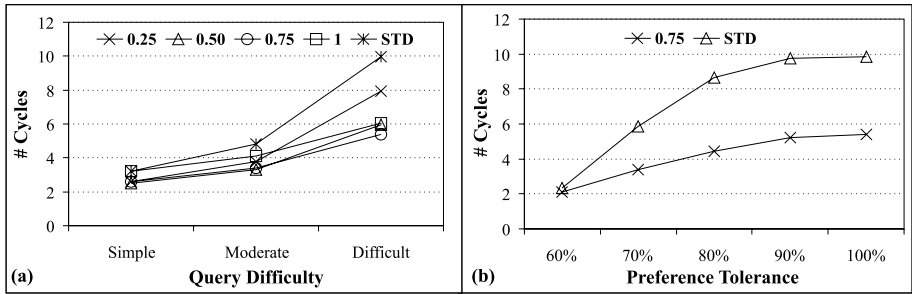 12
10
8
6
4
2
0
# Cycles
0.25 0.50 0.75 1 STD
Simple Moderate Difficult
(a) Query Difficulty
12
10
8
6
4
2
0
# Cycles
0.75 STD
60% 70% 80% 90% 100%
(b) Preference Tolerance